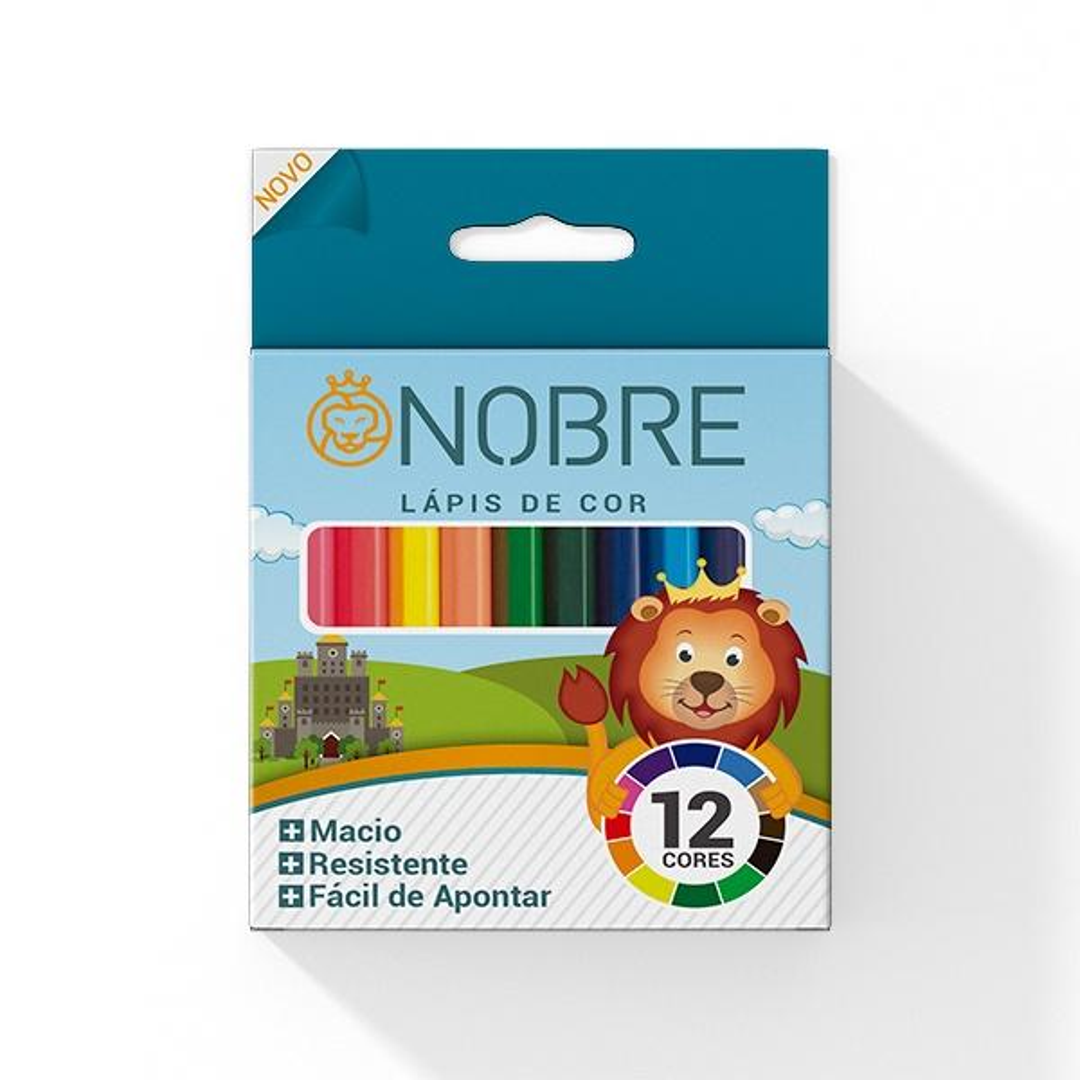 NOVO
NOBRE
LÁPIS DE COR
12
CORES
Macio
Resistente
Fácil de Apontar